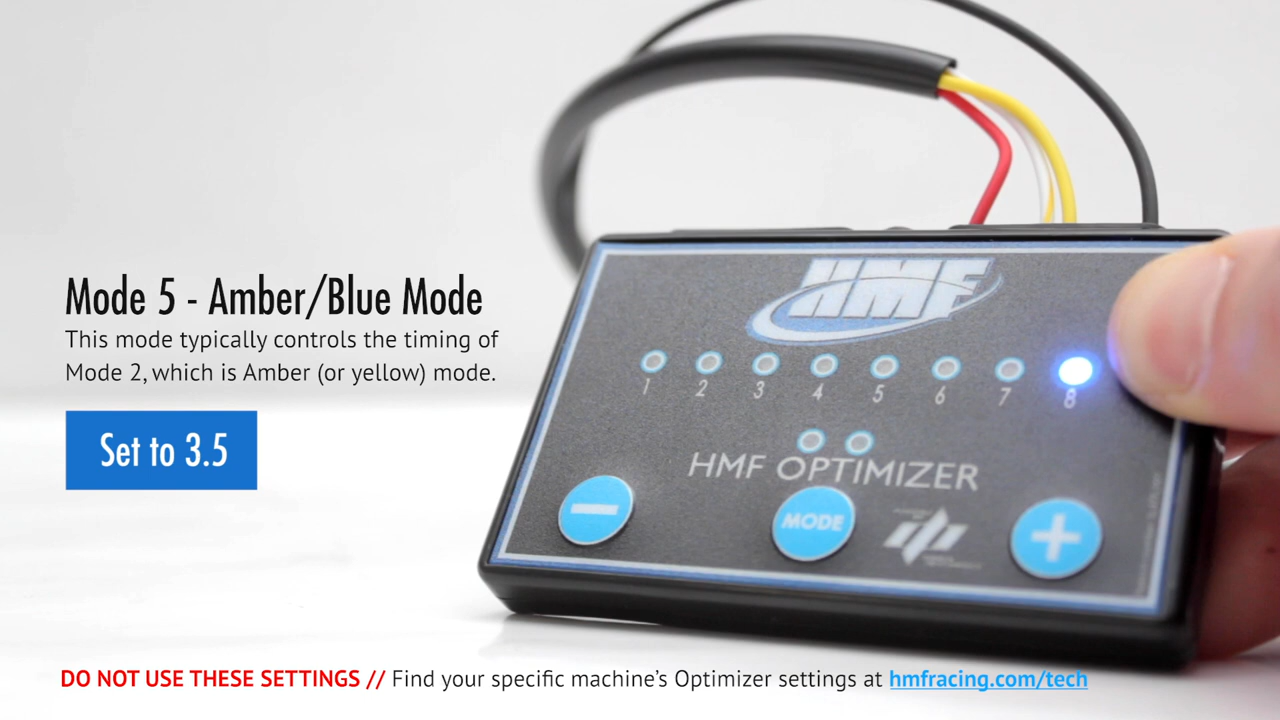 Mode 5 - Amber/Blue Mode
This mode typically controls the timing of
Mode 2, which is Amber (or yellow) mode.
Set to 3.5
HMF
1 2 3 4 5 6 7 8
HMF OPTIMIZER
MODE
DO NOT USE THESE SETTINGS // Find your specific machine's Optimizer settings at hmfracing.com/tech